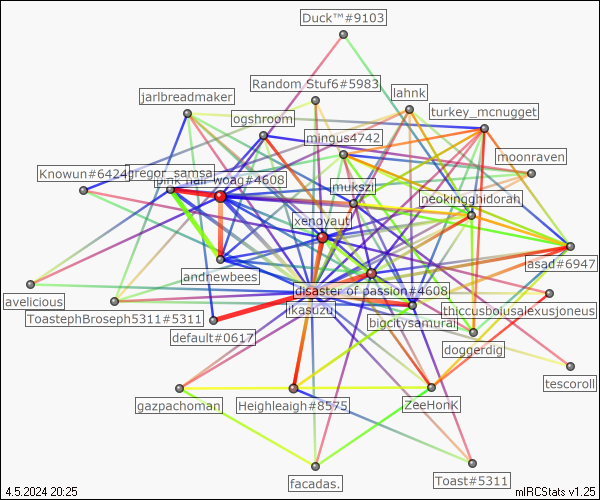 Duck™#9103
Random Stuf6#5983
lahnk
jarlbreadmaker
turkey_mcnugget
ogshroom
mingus4742
moonraven
Knowun#6424
gregor_samsa
pink hair woag#4608
mukszil
neokingghidorah
xenoyaut
asad#6947
andnewbees
disaster of passion#4608
avelicious
ikasuzu
thiccusbolusalexusjoneus
ToastephBroseph5311#5311
bigcitysamurai
default#0617
doggerdig
tescoroll
gazpachoman
Heighleaigh#8575
ZeeHonK
facadas.
Toast#5311
4.5.2024 20:25
mIRCStats v1.25